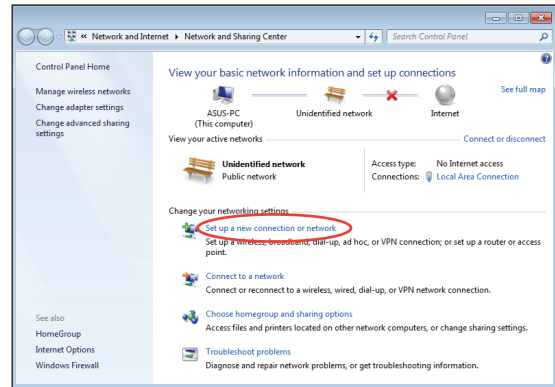 « Network and Internet ▸ Network and Sharing Center
Search Control Panel
Control Panel Home
Manage wireless networks
Change adapter settings
Change advanced sharing
settings
See also
HomeGroup
Internet Options
Windows Firewall
View your basic network information and set up connections
See full map
ASUS-PC
(This computer)
Unidentified network
Internet
View your active networks
Connect or disconnect
Unidentified network
Public network
Access type: No Internet access
Connections: Local Area Connection
Change your networking settings
Set up a new connection or network
Set up a wireless, broadband, dial-up, ad hoc, or VPN connection; or set up a router or access
point.
Connect to a network
Connect or reconnect to a wireless, wired, dial-up, or VPN network connection.
Choose homegroup and sharing options
Access files and printers located on other network computers, or change sharing settings.
Troubleshoot problems
Diagnose and repair network problems, or get troubleshooting information.